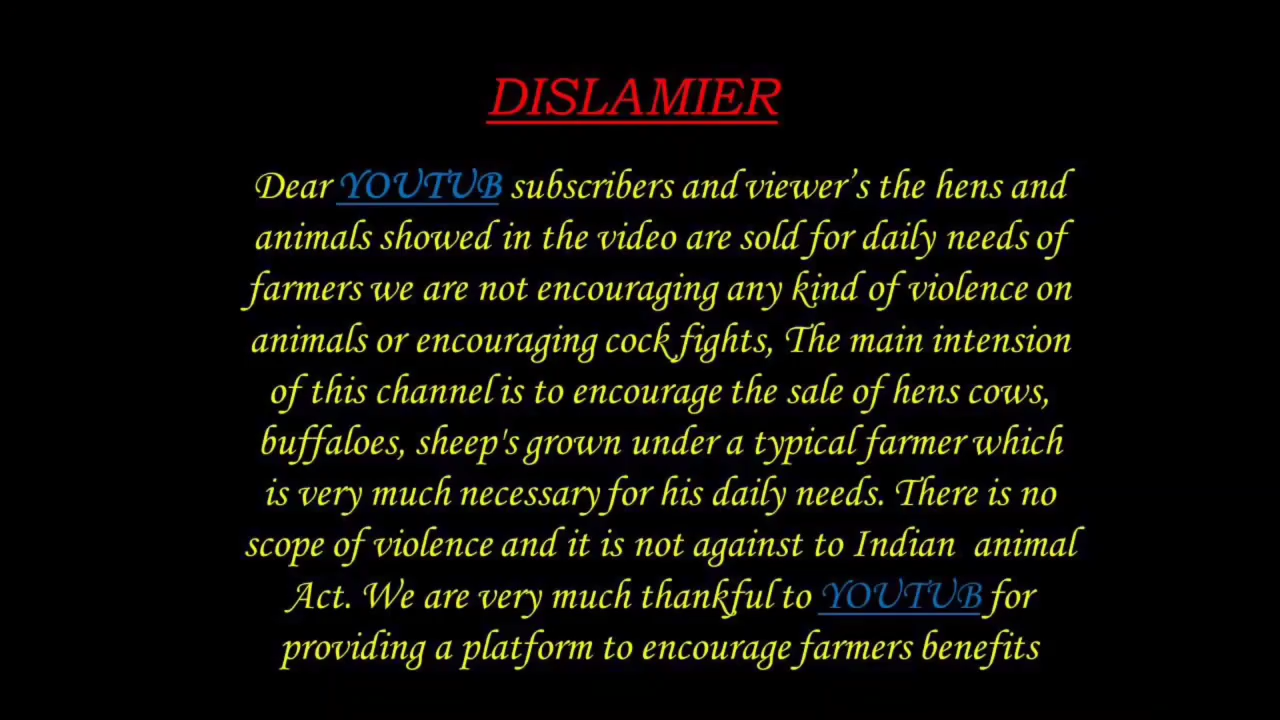 DISLAMIER
Dear YOUTUB subscribers and viewer’s the hens and
animals showed in the video are sold for daily needs of
farmers we are not encouraging any kind of violence on
animals or encouraging cock fights, The main intension
of this channel is to encourage the sale of hens cows,
buffaloes, sheep's grown under a typical farmer which
is very much necessary for his daily needs. There is no
scope of violence and it is not against to Indian  animal
Act. We are very much thankful to YOUTUB for
providing a platform to encourage farmers benefits